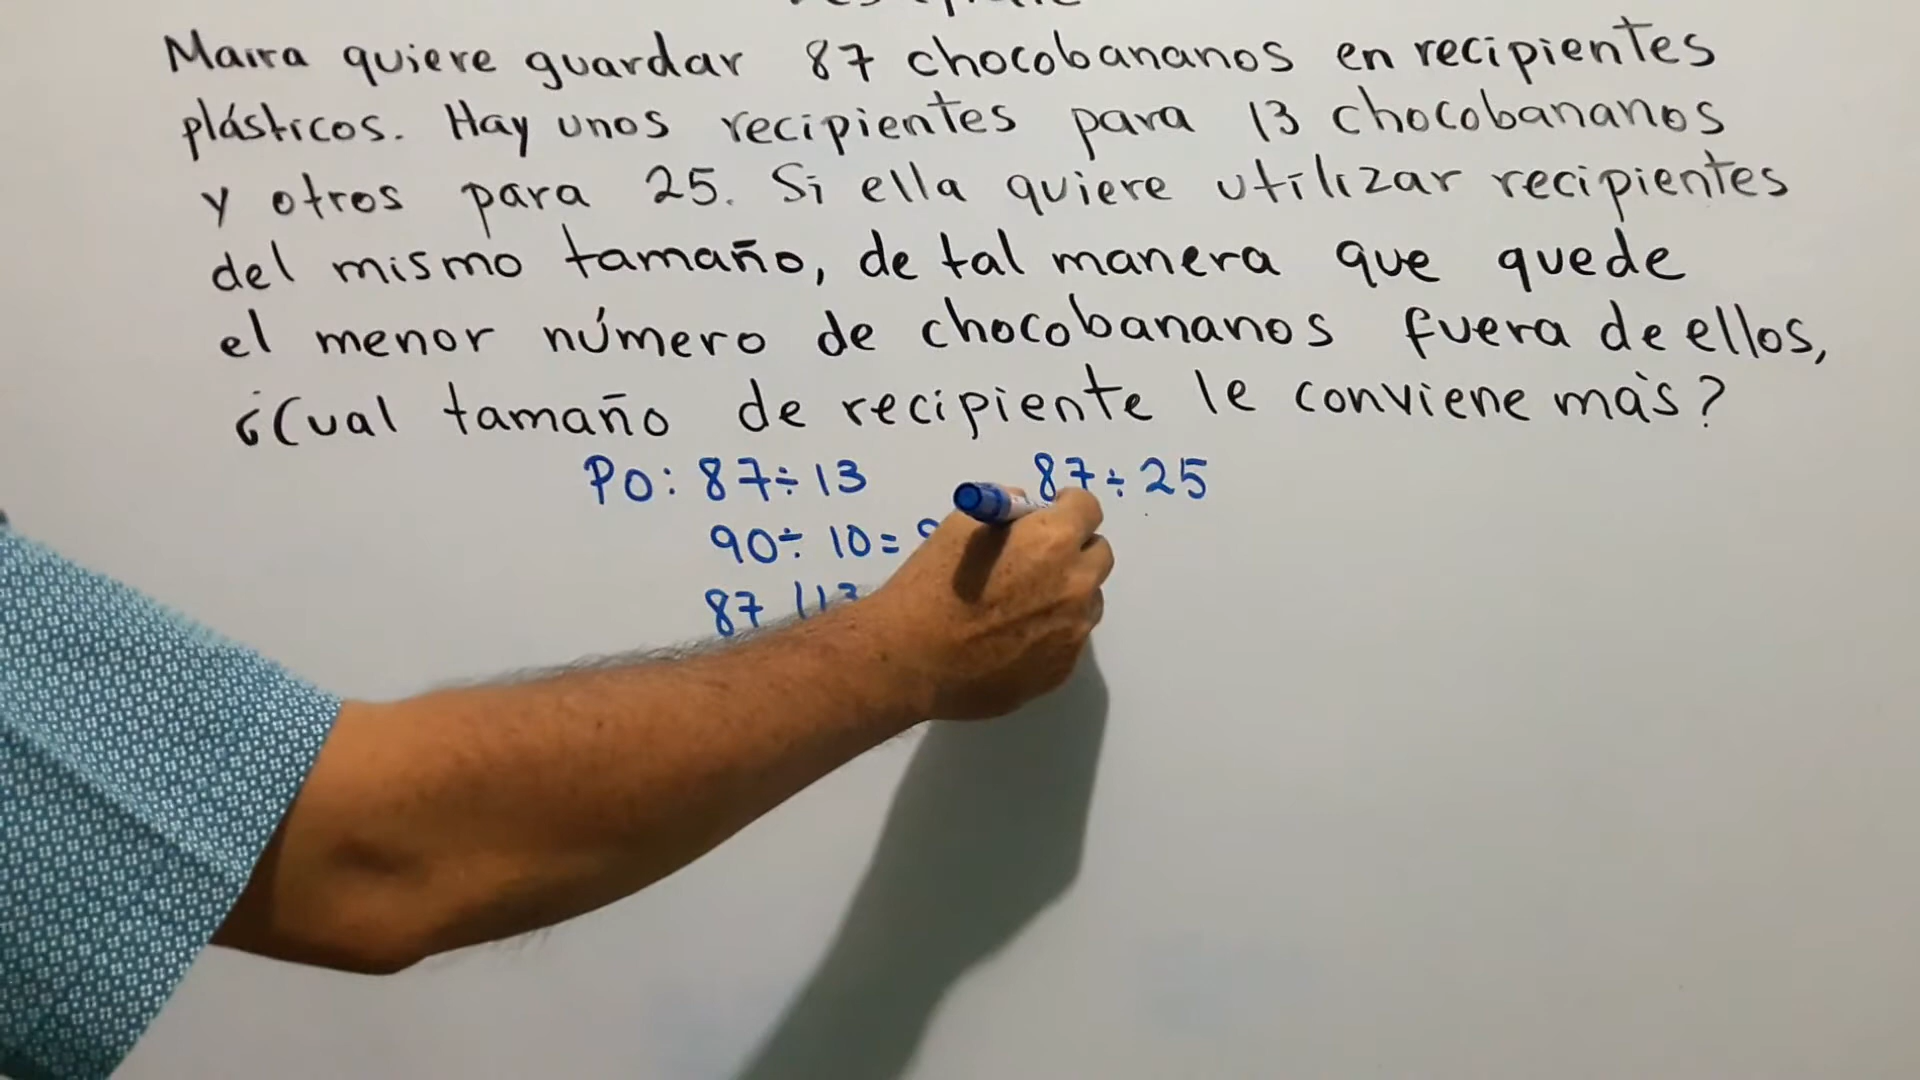 Maira quiere guardar 87 chocobananos en recipientes
plásticos. Hay unos recipientes para 13 chocobananos
y otros para 25. Si ella quiere utilizar recipientes
del mismo tamaño, de tal manera que quede
el menor número de chocobananos fuera de ellos,
¿Cual tamaño de recipiente le conviene más?
PO: 87÷13 87÷25
90÷10=
87 13